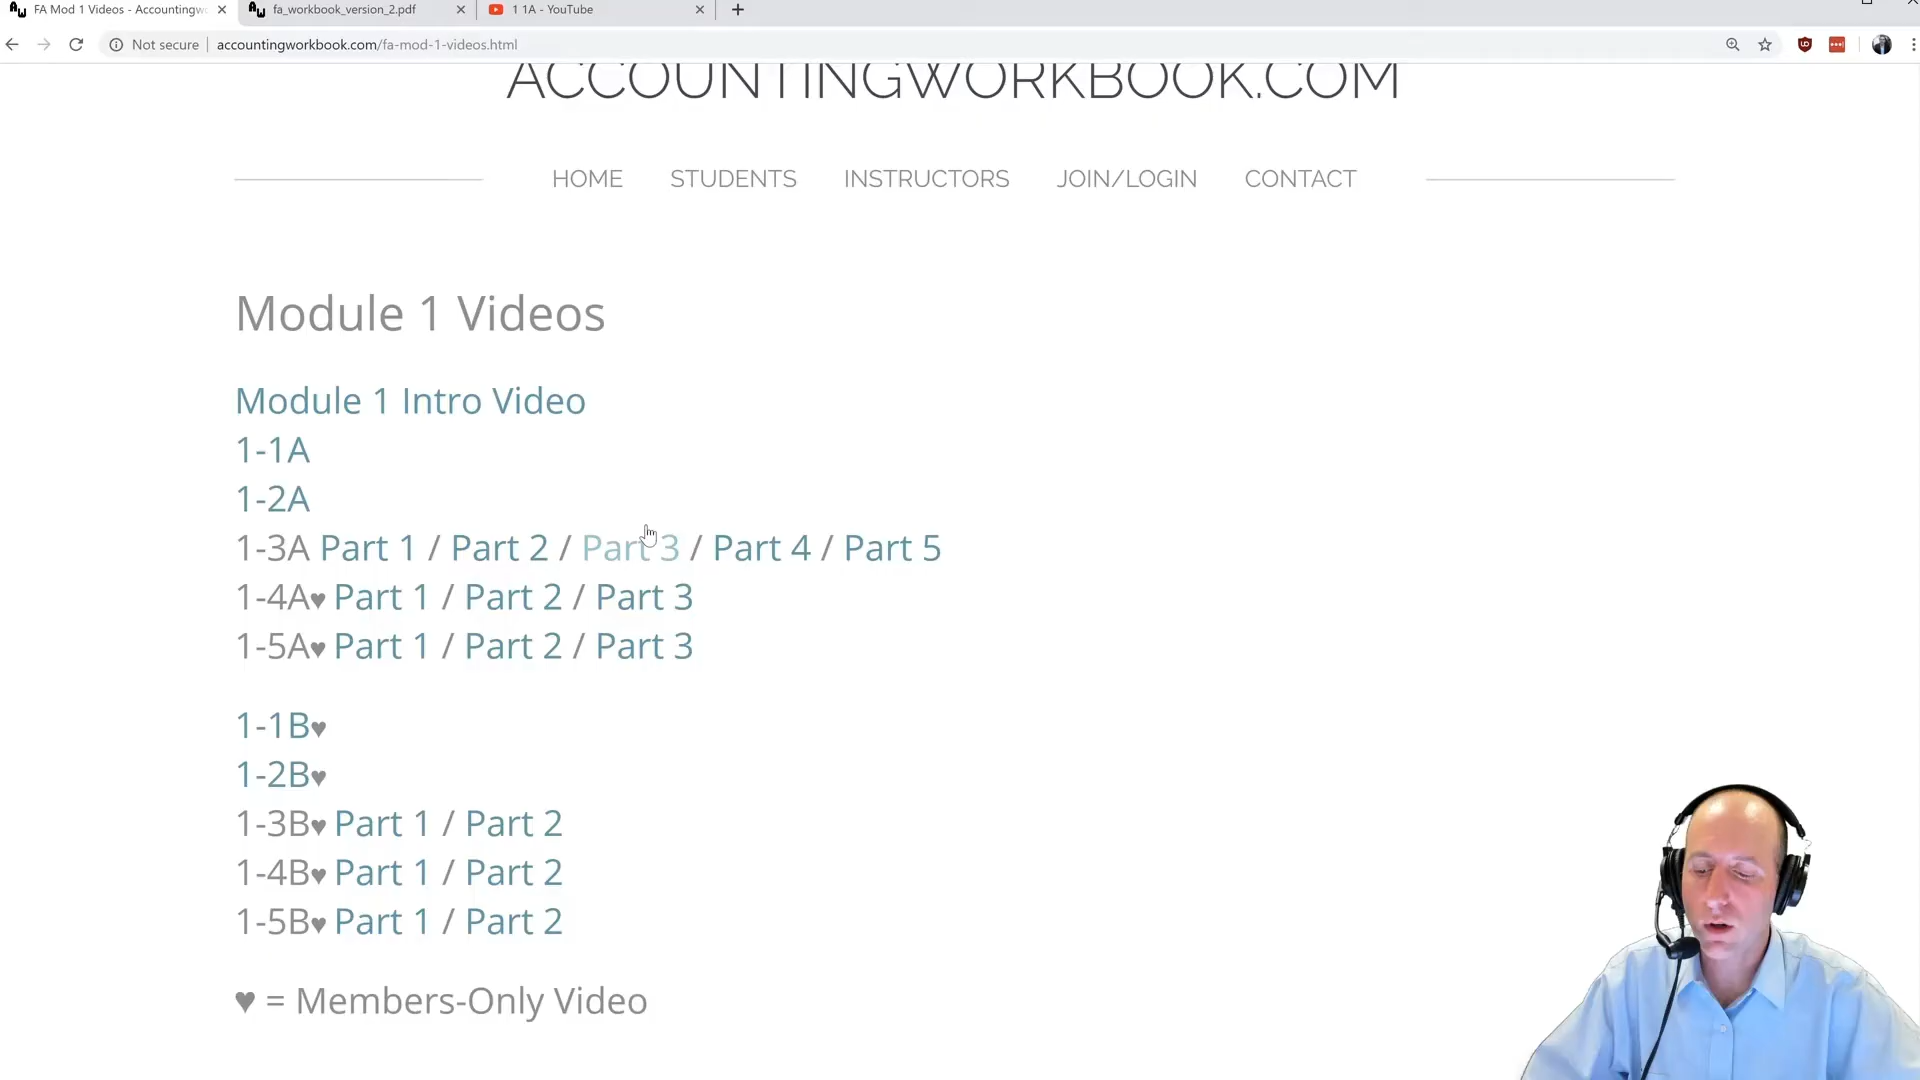 FA Mod 1 Videos - Accountingw
fa_workbook_version_2.pdf
1 1A - YouTube
Not secure
accountingworkbook.com/fa-mod-1-videos.html
ACCOUNTINGWORKBOOK.COM
HOME STUDENTS INSTRUCTORS JOIN/LOGIN CONTACT
Module 1 Videos
Module 1 Intro Video
1-1A
1-2A
1-3A Part 1 / Part 2 / Part 3 / Part 4 / Part 5
1-4A♥ Part 1 / Part 2 / Part 3
1-5A♥ Part 1 / Part 2 / Part 3
1-1B♥
1-2B♥
1-3B♥ Part 1 / Part 2
1-4B♥ Part 1 / Part 2
1-5B♥ Part 1 / Part 2
♥ = Members-Only Video